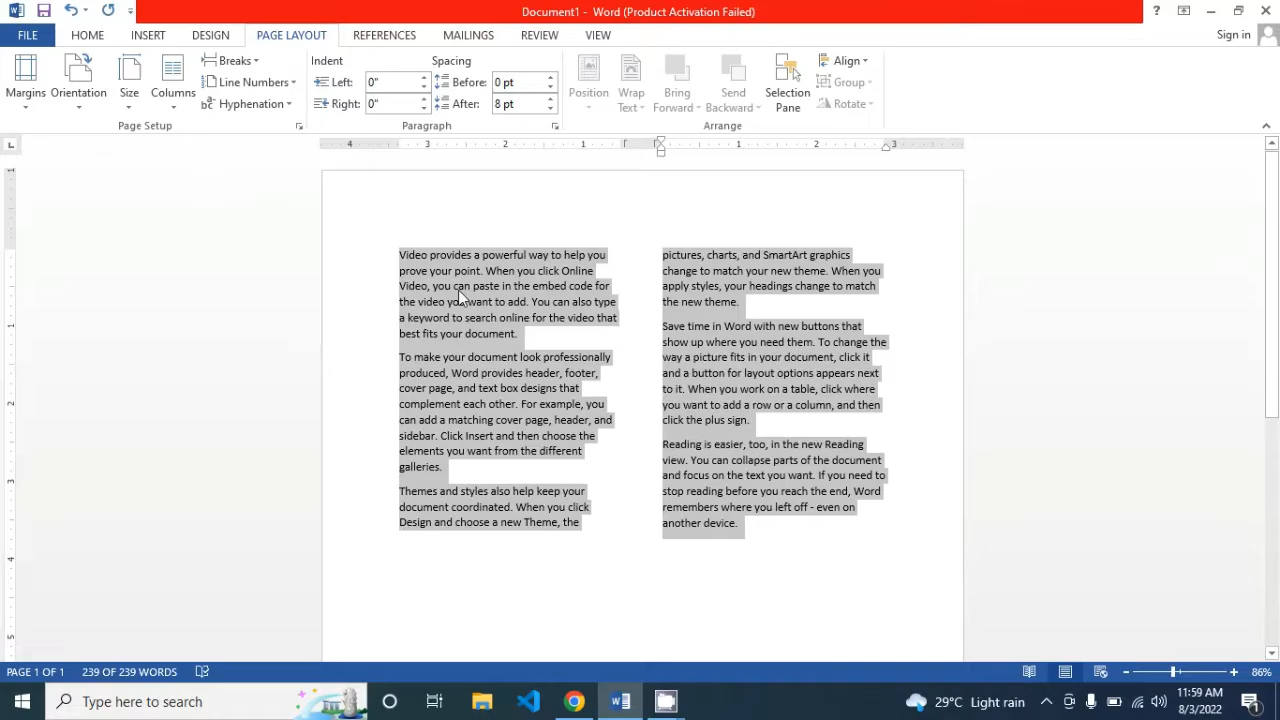 Document1 - Word (Product Activation Failed)
?
FILE HOME INSERT DESIGN PAGE LAYOUT REFERENCES MAILINGS REVIEW VIEW Sign in
Margins Orientation Size Columns
Breaks
Line Numbers
Hyphenation
Page Setup
Indent
Left: 0"
Right: 0"
Spacing
Before: 0 pt
After: 8 pt
Paragraph
Position
Wrap Text
Bring Forward
Send Backward
Selection Pane
Align
Group
Rotate
Arrange
4 3 2 1 1 2 3
1
1
2
3
4
5
Video provides a powerful way to help you
prove your point. When you click Online
Video, you can paste in the embed code for
the video you want to add. You can also type
a keyword to search online for the video that
best fits your document.
To make your document look professionally
produced, Word provides header, footer,
cover page, and text box designs that
complement each other. For example, you
can add a matching cover page, header, and
sidebar. Click Insert and then choose the
elements you want from the different
galleries.
Themes and styles also help keep your
document coordinated. When you click
Design and choose a new Theme, the
pictures, charts, and SmartArt graphics
change to match your new theme. When you
apply styles, your headings change to match
the new theme.
Save time in Word with new buttons that
show up where you need them. To change the
way a picture fits in your document, click it
and a button for layout options appears next
to it. When you work on a table, click where
you want to add a row or a column, and then
click the plus sign.
Reading is easier, too, in the new Reading
view. You can collapse parts of the document
and focus on the text you want. If you need to
stop reading before you reach the end, Word
remembers where you left off - even on
another device.
PAGE 1 OF 1 239 OF 239 WORDS 86%
Type here to search
29°C Light rain
11:59 AM
8/3/2022
1